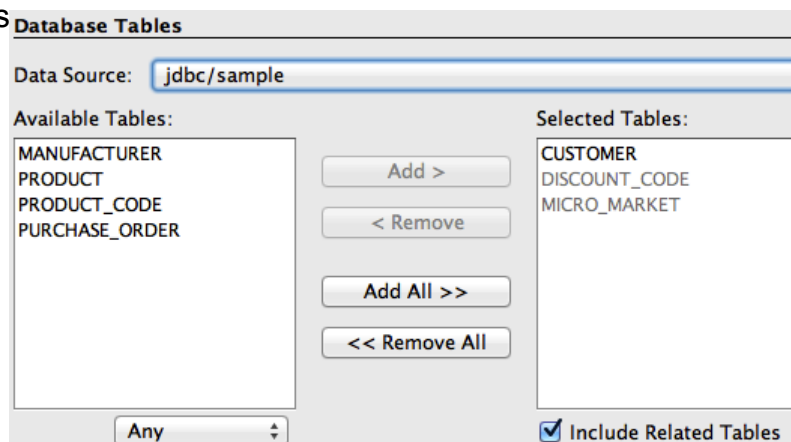 s
Database Tables
Data Source: jdbc/sample
Available Tables:
MANUFACTURER
PRODUCT
PRODUCT_CODE
PURCHASE_ORDER
Add >
< Remove
Add All >>
<< Remove All
Selected Tables:
CUSTOMER
DISCOUNT_CODE
MICRO_MARKET
Any
Include Related Tables